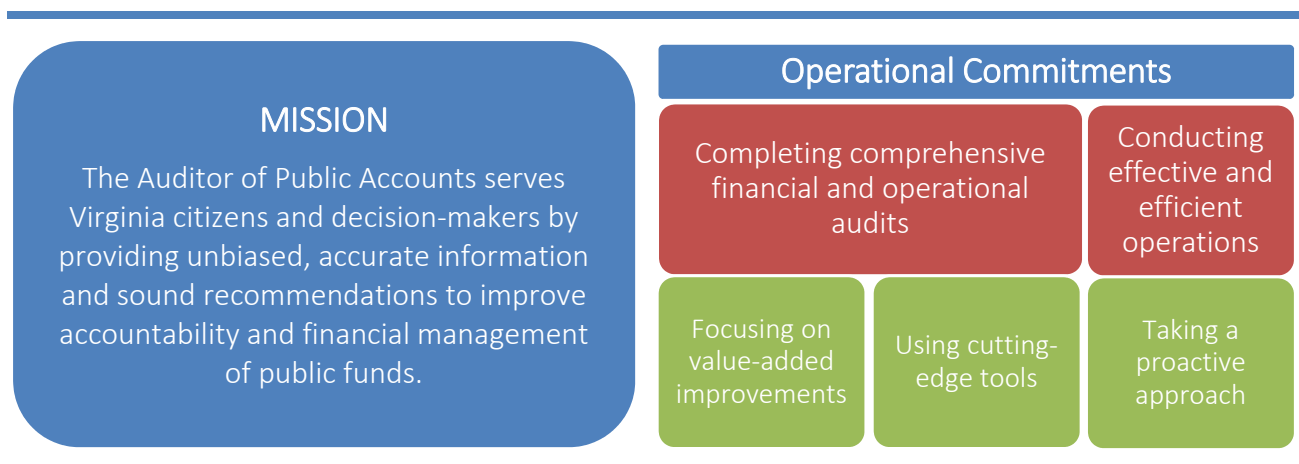 MISSION
The Auditor of Public Accounts serves
Virginia citizens and decision-makers by
providing unbiased, accurate information
and sound recommendations to improve
accountability and financial management
of public funds.
Operational Commitments
Completing comprehensive
financial and operational
audits
Conducting
effective and
efficient
operations
Focusing on
value-added
improvements
Using cutting-
edge tools
Taking a
proactive
approach